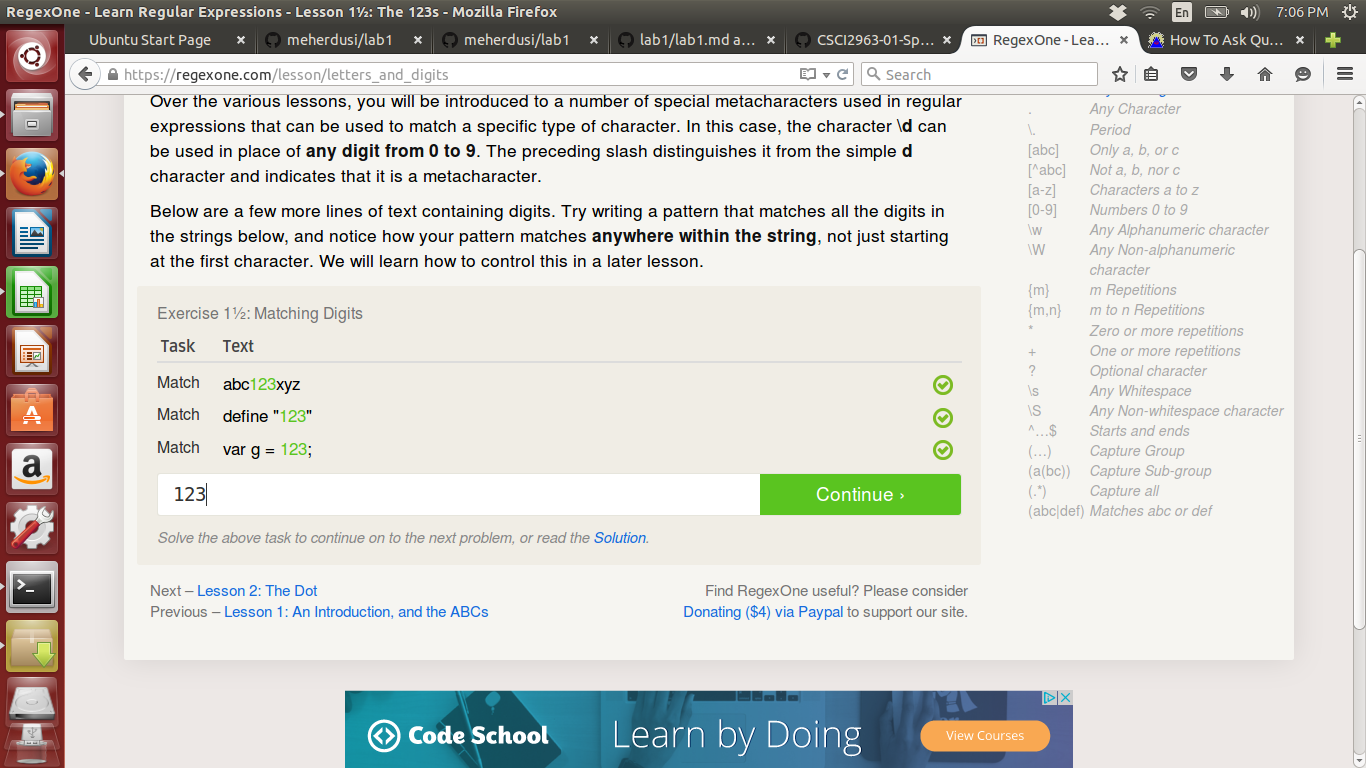 RegexOne - Learn Regular Expressions - Lesson 1½: The 123s - Mozilla Firefox
En
7:06 PM
Ubuntu Start Page
meherdusi/lab1
meherdusi/lab1
lab1/lab1.md a...
CSCI2963-01-Sp...
RegexOne - Lea...
How To Ask Qu...
https://regexone.com/lesson/letters_and_digits
Search
Over the various lessons, you will be introduced to a number of special metacharacters used in regular
expressions that can be used to match a specific type of character. In this case, the character \d can
be used in place of any digit from 0 to 9. The preceding slash distinguishes it from the simple d
character and indicates that it is a metacharacter.
Below are a few more lines of text containing digits. Try writing a pattern that matches all the digits in
the strings below, and notice how your pattern matches anywhere within the string, not just starting
at the first character. We will learn how to control this in a later lesson.
Exercise 1½: Matching Digits
Task Text
Match abc123xyz
Match define "123"
Match var g = 123;
123
Continue ›
Solve the above task to continue on to the next problem, or read the Solution.
Next – Lesson 2: The Dot
Previous – Lesson 1: An Introduction, and the ABCs
Find RegexOne useful? Please consider
Donating ($4) via Paypal to support our site.
. Any Character
\. Period
[abc] Only a, b, or c
[^abc] Not a, b, nor c
[a-z] Characters a to z
[0-9] Numbers 0 to 9
\w Any Alphanumeric character
\W Any Non-alphanumeric
character
{m} m Repetitions
{m,n} m to n Repetitions
* Zero or more repetitions
+ One or more repetitions
? Optional character
\s Any Whitespace
\S Any Non-whitespace character
^…$ Starts and ends
(…) Capture Group
(a(bc)) Capture Sub-group
(.*) Capture all
(abc|def) Matches abc or def
Code School
Learn by Doing
View Courses